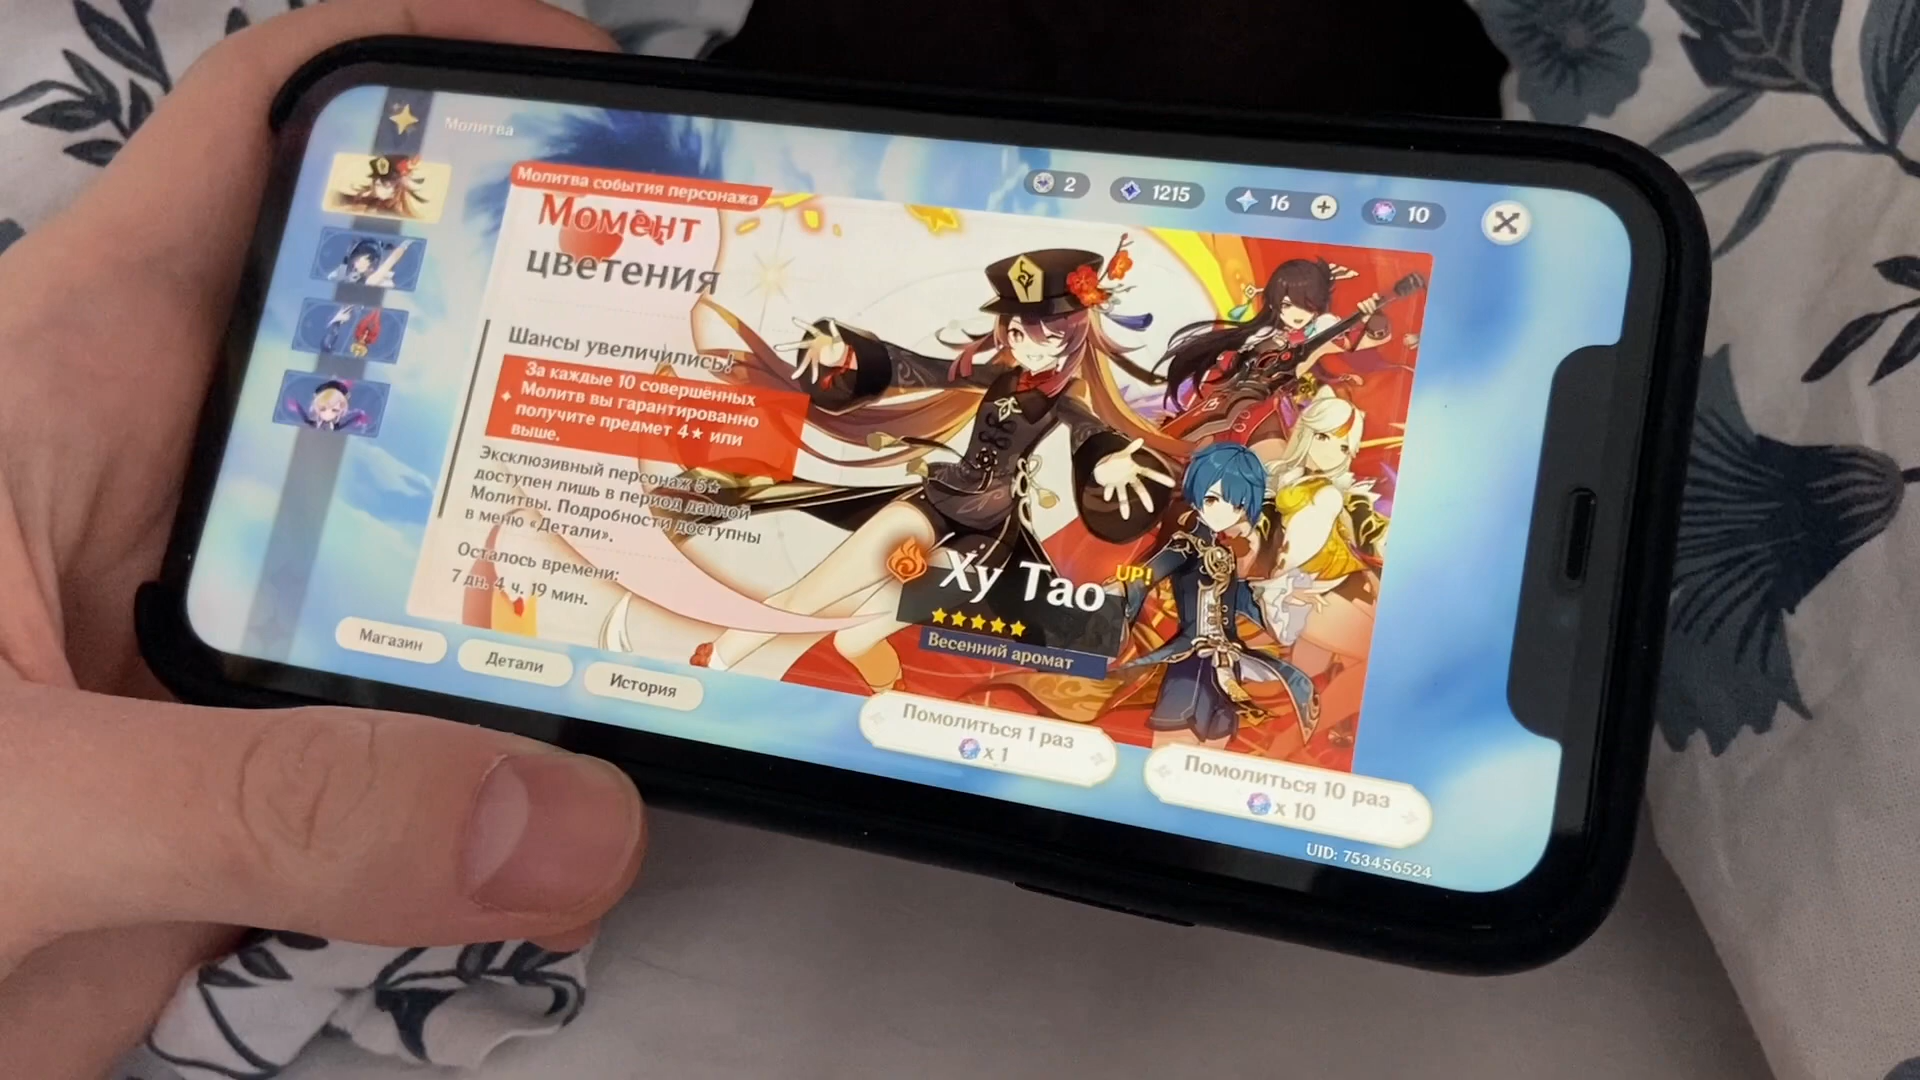 Молитва
2
1215
16
10
Молитва события персонажа
Момент
цветения
Шансы увеличились!
За каждые 10 совершённых
Молитв вы гарантированно
получите предмет 4★ или
выше.
Эксклюзивный персонаж 5★
доступен лишь в период данной
Молитвы. Подробности доступны
в меню «Детали».
Осталось времени:
7 дн. 4 ч. 19 мин.
Ху Тао
UP!
Весенний аромат
Магазин
Детали
История
Помолиться 1 раз
x 1
Помолиться 10 раз
x 10
UID: 753456524